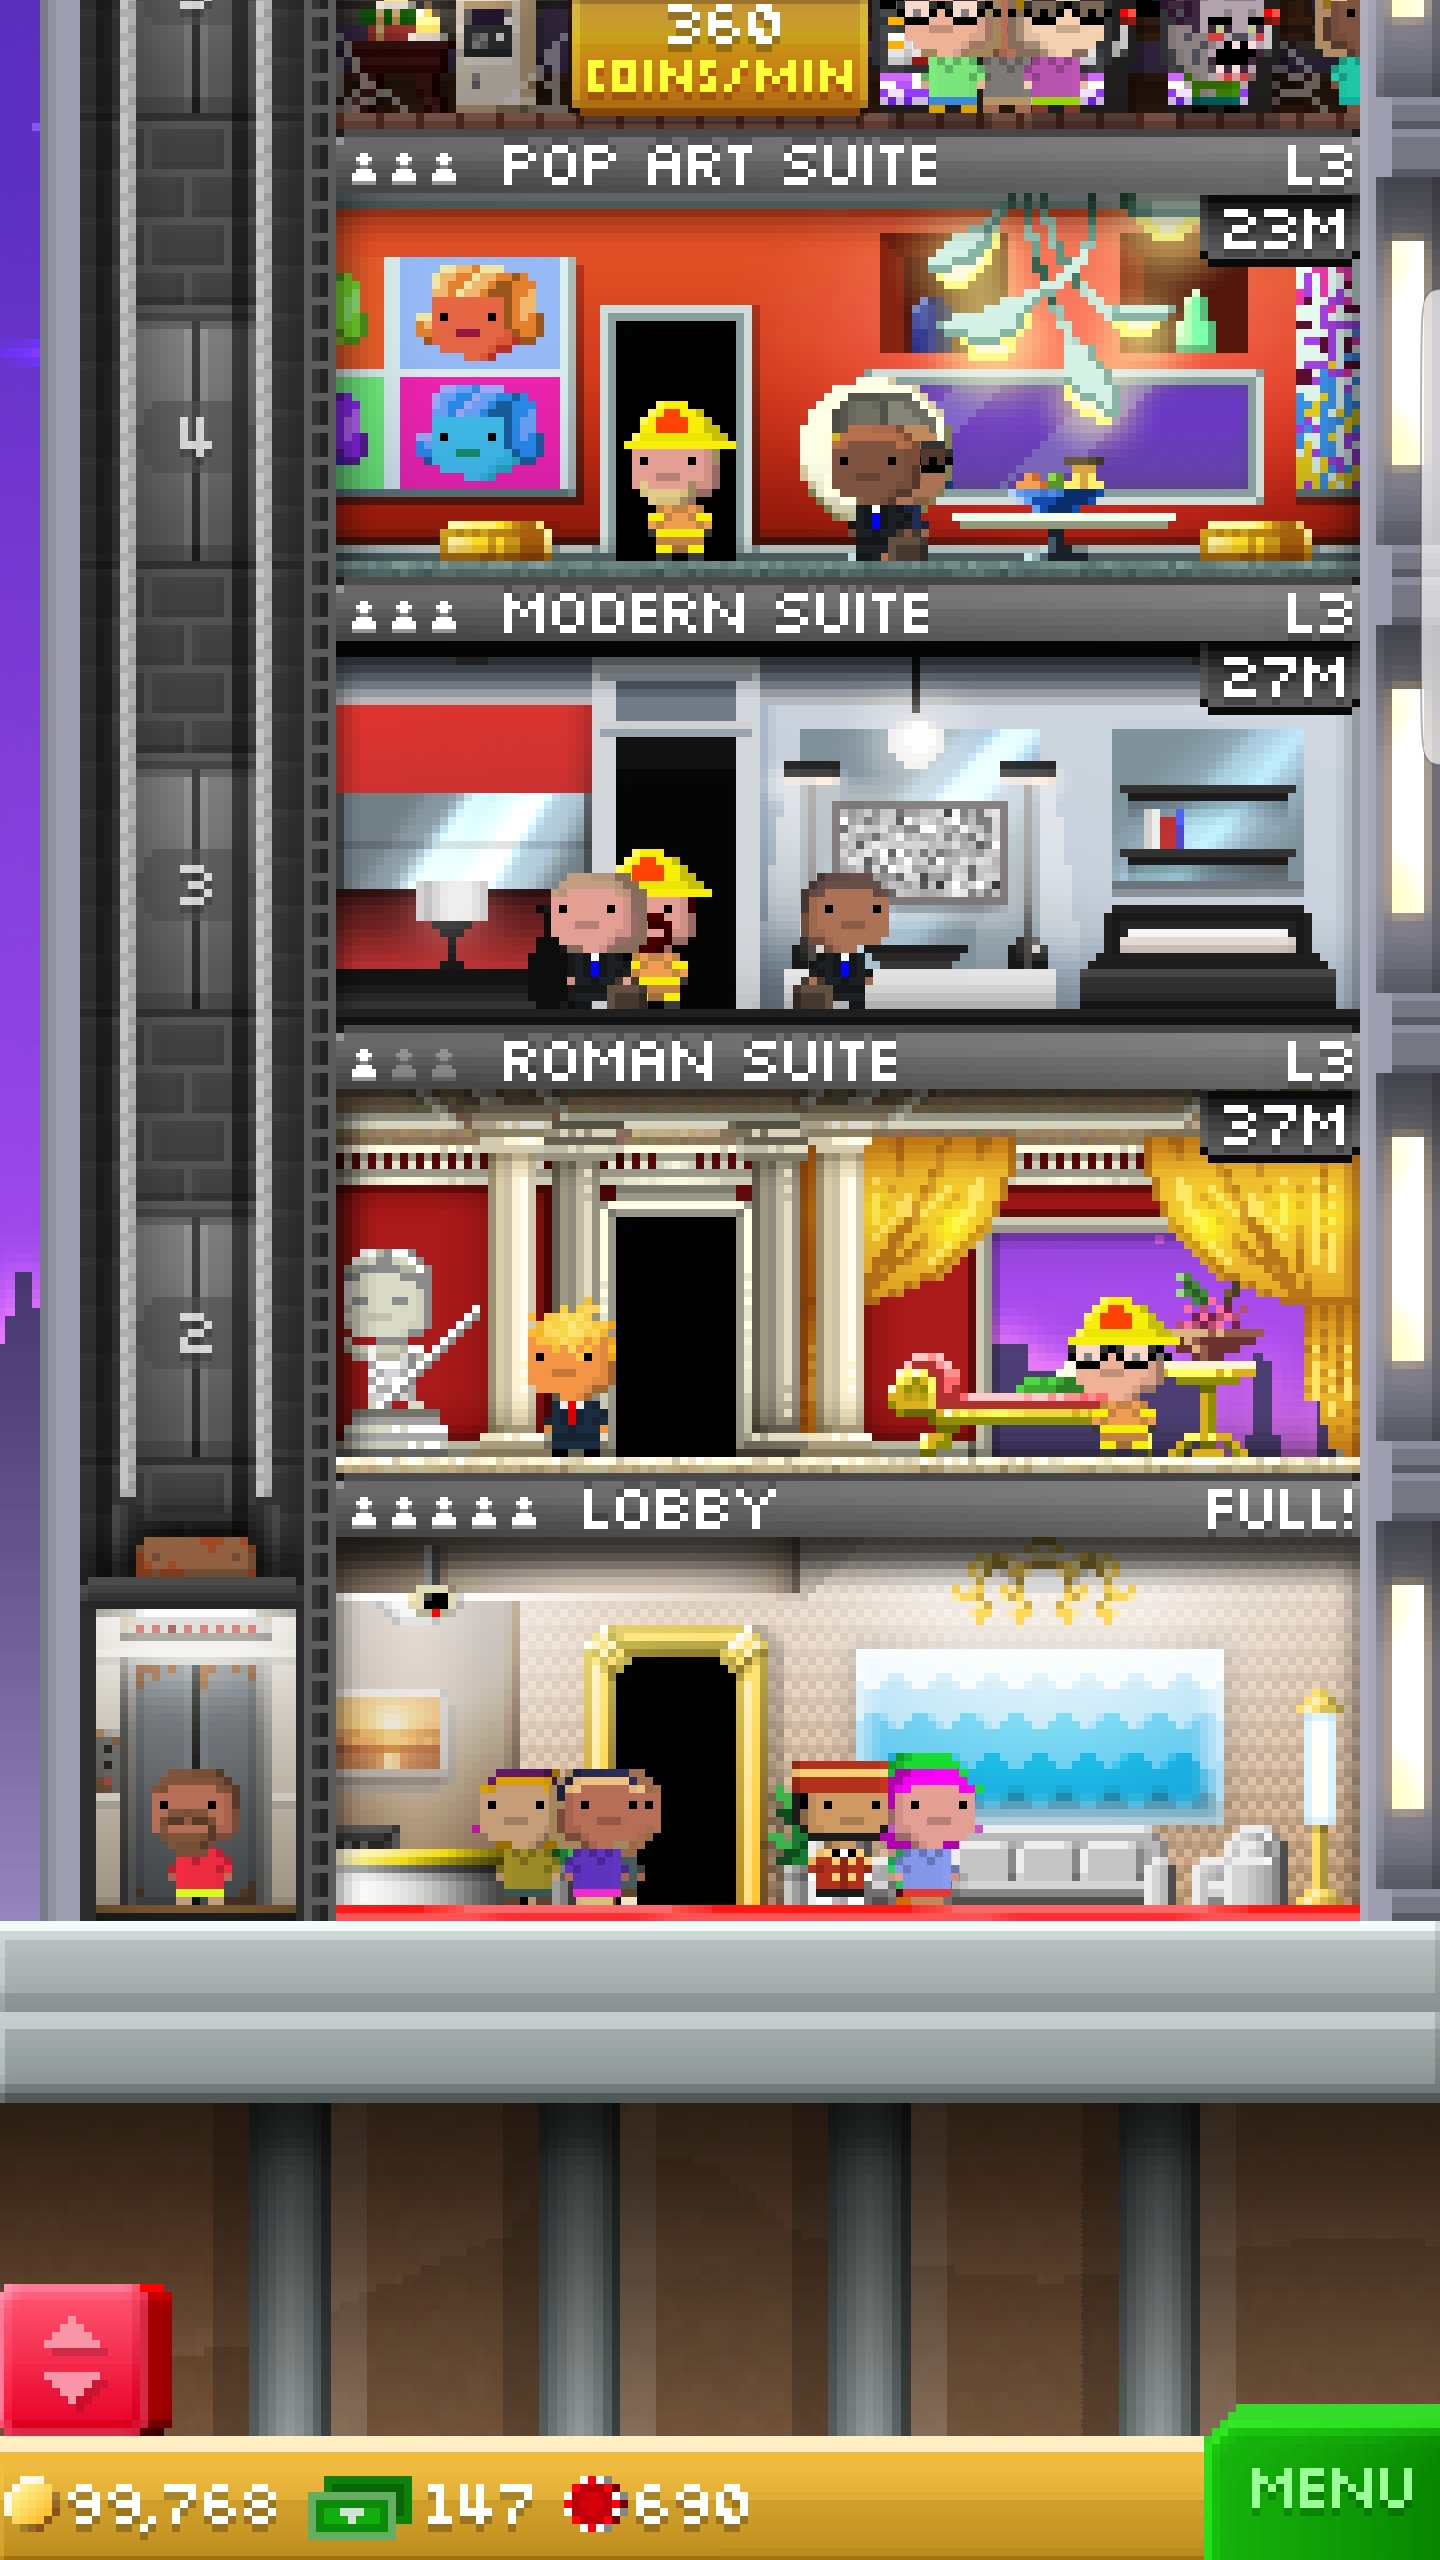 360
COINS/MIN
POP ART SUITE L3
23M
4
MODERN SUITE L3
27M
3
ROMAN SUITE L3
37M
2
LOBBY FULL!
99,768 147 690
MENU